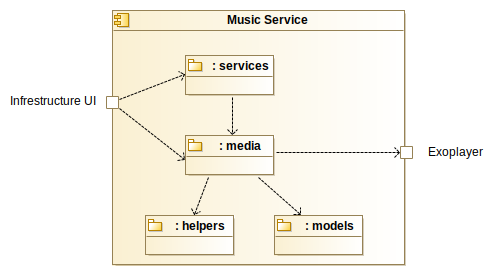 Music Service
: services
Infrestructure UI
: media
Exoplayer
: helpers
: models